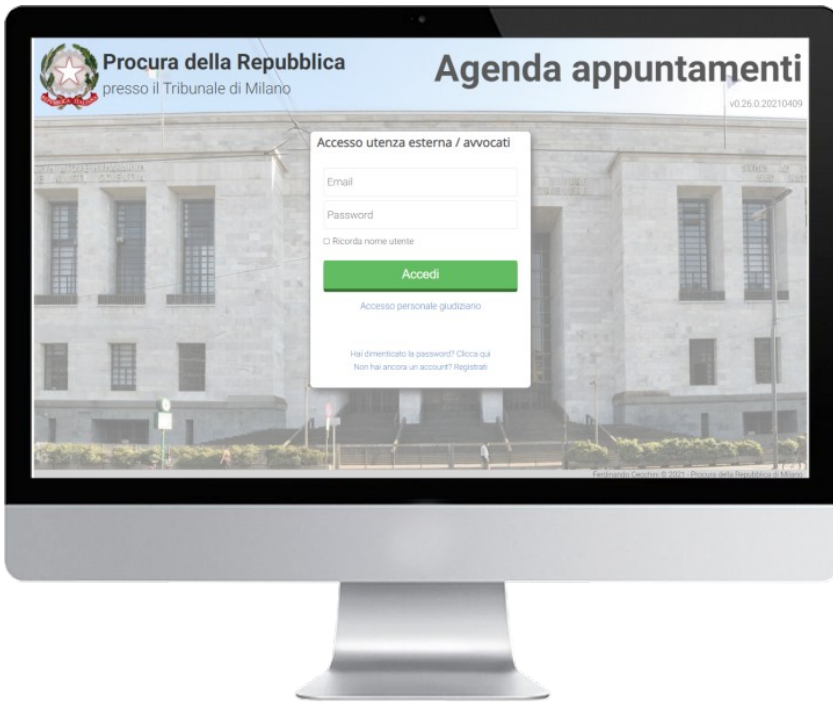 Procura della Repubblica
presso il Tribunale di Milano
Agenda appuntamenti
v0.26.0.20210409
Accesso utenza esterna / avvocati
Email
Password
Ricorda nome utente
Accedi
Accesso personale giudiziario
Hai dimenticato la password? Clicca qui
Non hai ancora un account? Registrati
Ferdinando Cecchini © 2021 - Procura della Repubblica di Milano